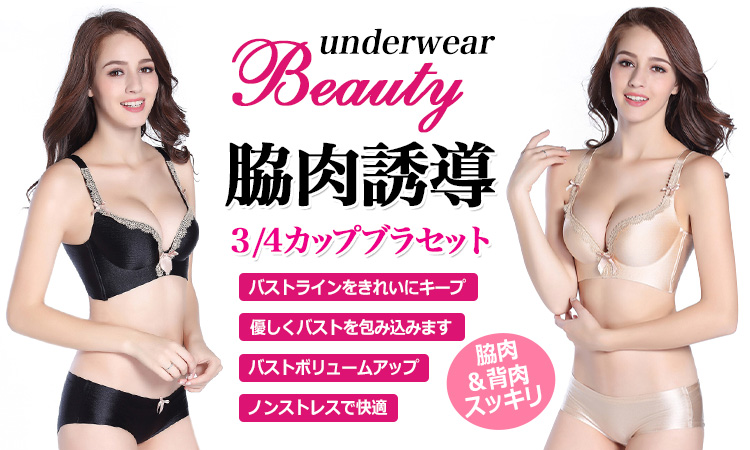 underwear
Beauty
脇肉誘導
3/4カップブラセット
バストラインをきれいにキープ
優しくバストを包み込みます
バストボリュームアップ
ノンストレスで快適
脇肉
&背肉
スッキリ